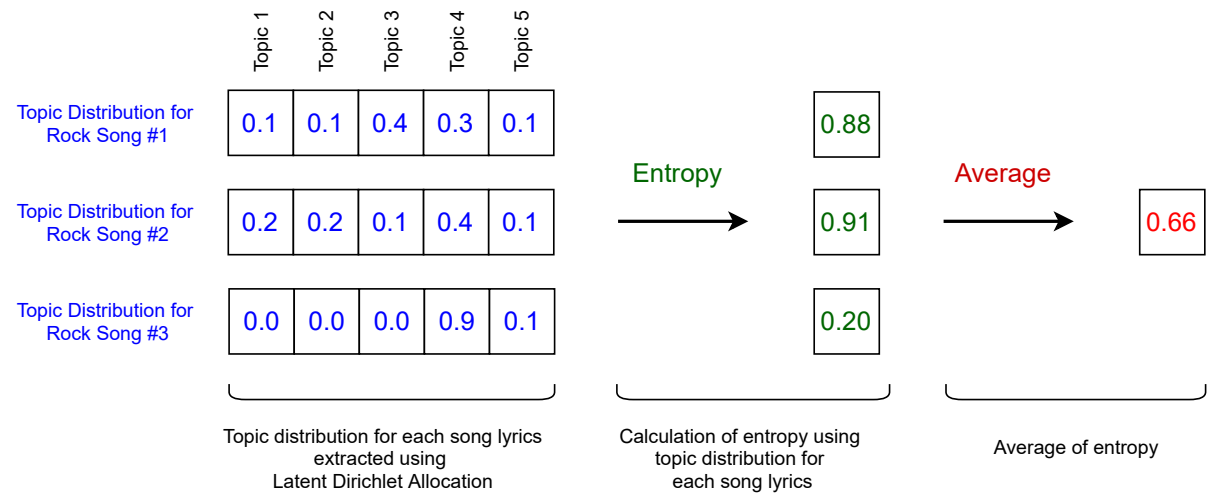 Topic 1
Topic 2
Topic 3
Topic 4
Topic 5
Topic Distribution for
Rock Song #1
0.1 0.1 0.4 0.3 0.1
0.88
Entropy
Average
Topic Distribution for
Rock Song #2
0.2 0.2 0.1 0.4 0.1
0.91
0.66
Topic Distribution for
Rock Song #3
0.0 0.0 0.0 0.9 0.1
0.20
Topic distribution for each song lyrics
extracted using
Latent Dirichlet Allocation
Calculation of entropy using
topic distribution for
each song lyrics
Average of entropy